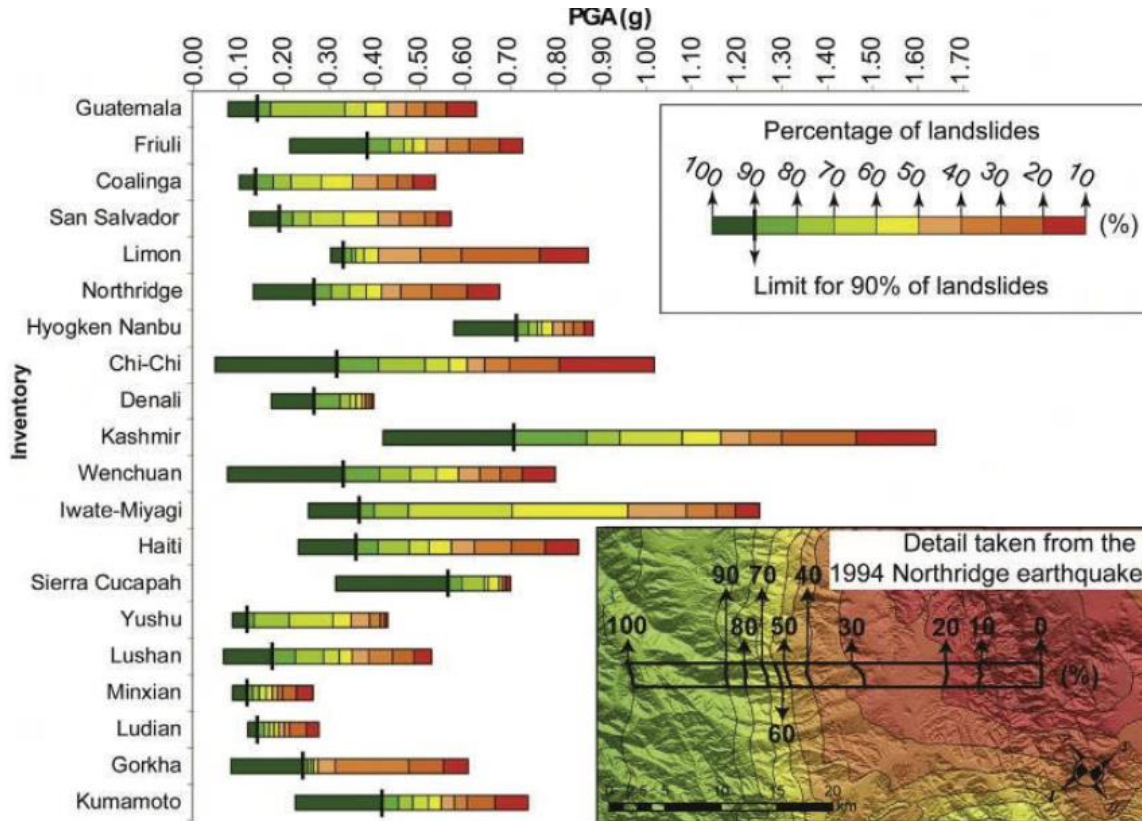 PGA (g)
0.00 0.10 0.20 0.30 0.40 0.50 0.60 0.70 0.80 0.90 1.00 1.10 1.20 1.30 1.40 1.50 1.60 1.70
Inventory
Guatemala
Friuli
Coalinga
San Salvador
Limon
Northridge
Hyogken Nanbu
Chi-Chi
Denali
Kashmir
Wenchuan
Iwate-Miyagi
Haiti
Sierra Cucapah
Yushu
Lushan
Minxian
Ludian
Gorkha
Kumamoto
Percentage of landslides
100 90 80 70 60 50 40 30 20 10
(%)
Limit for 90% of landslides
Detail taken from the
1994 Northridge earthquake
90 70 40
100 80 50 30 20 10 0
(%)
60
5 10 15 20
km